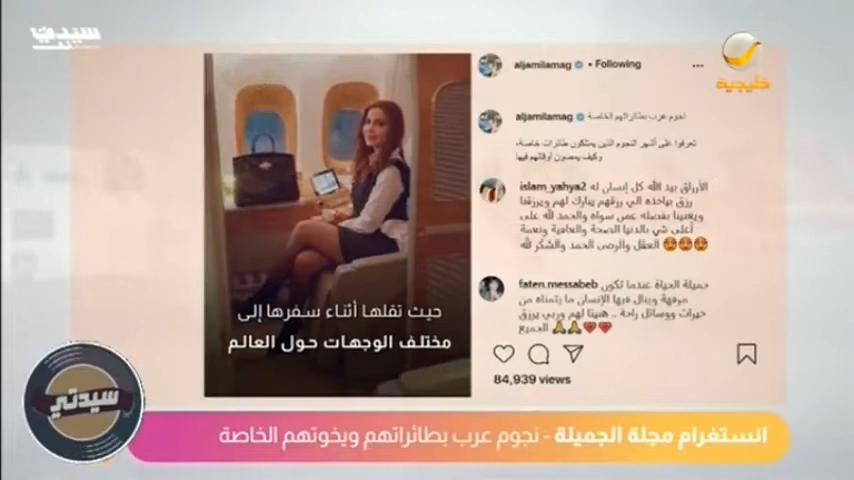 سيدتي
نت
خليجية
aljamilamag • Following
aljamilamag نجوم عرب بطائراتهم الخاصة
تعرفوا على أشهر النجوم الذين يمتلكون طائرات خاصة،
وكيف يمضون أوقاتهم فيها
islam_yahya2 الأرزاق بيد الله كل إنسان له
رزق بياخذه الي رزقهم يبارك لهم ويرزقنا
ويغنينا بفضله عمن سواه والحمد لله على
أغلى شي بالدنيا الصحة والعافية ونعمة
العقل والرضى الحمد والشكر لله 😍😍😍
faten.messabeb جميلة الحياة عندما تكون
مرفهة وينال فيها الإنسان ما يتمناه من
خيرات ووسائل راحة .. هنيئا لهم وربي يرزق
الجميع 🙏🙏💗💗
84,939 views
حيث تقلها أثناء سفرها إلى
مختلف الوجهات حول العالم
سيدتي
انستغرام مجلة الجميلة - نجوم عرب بطائراتهم ويخوتهم الخاصة